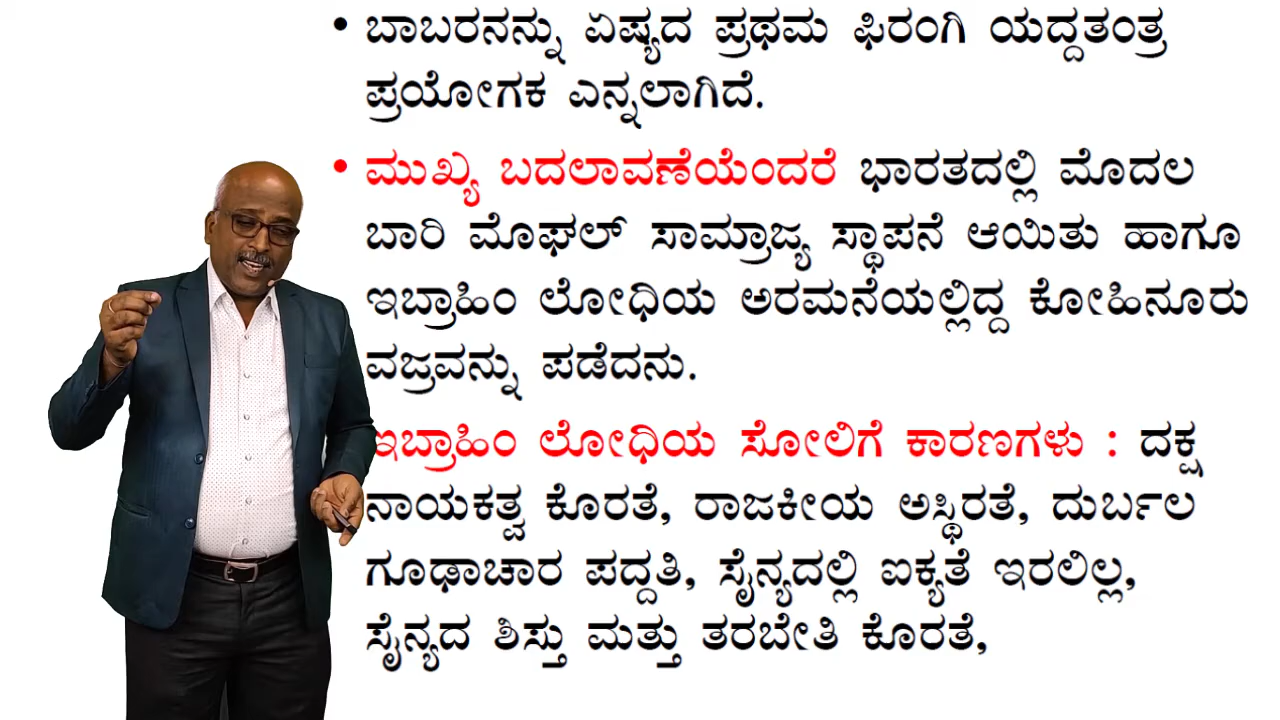 • ಬಾಬರನನ್ನು ಏಷ್ಯದ ಪ್ರಥಮ ಫಿರಂಗಿ ಯದ್ದತಂತ್ರ
ಪ್ರಯೋಗಕ ಎನ್ನಲಾಗಿದೆ.
• ಮುಖ್ಯ ಬದಲಾವಣೆಯೆಂದರೆ ಭಾರತದಲ್ಲಿ ಮೊದಲ
ಬಾರಿ ಮೊಘಲ್ ಸಾಮ್ರಾಜ್ಯ ಸ್ಥಾಪನೆ ಆಯಿತು ಹಾಗೂ
ಇಬ್ರಾಹಿಂ ಲೋಧಿಯ ಅರಮನೆಯಲ್ಲಿದ್ದ ಕೋಹಿನೂರು
ವಜ್ರವನ್ನು ಪಡೆದನು.
ಇಬ್ರಾಹಿಂ ಲೋಧಿಯ ಸೋಲಿಗೆ ಕಾರಣಗಳು : ದಕ್ಷ
ನಾಯಕತ್ವ ಕೊರತೆ, ರಾಜಕೀಯ ಅಸ್ಥಿರತೆ, ದುರ್ಬಲ
ಗೂಢಾಚಾರ ಪದ್ದತಿ, ಸೈನ್ಯದಲ್ಲಿ ಐಕ್ಯತೆ ಇರಲಿಲ್ಲ,
ಸೈನ್ಯದ ಶಿಸ್ತು ಮತ್ತು ತರಬೇತಿ ಕೊರತೆ,